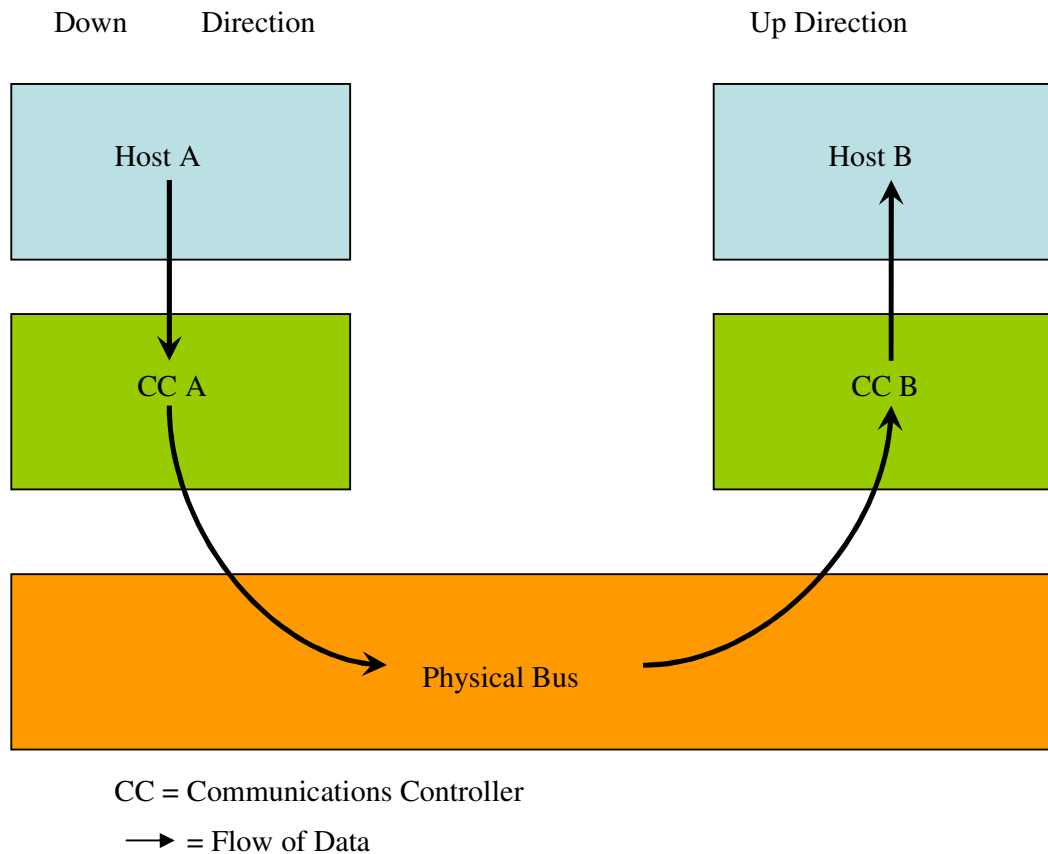 Down Direction
Up Direction
Host A
Host B
CC A
CC B
Physical Bus
CC = Communications Controller
= Flow of Data